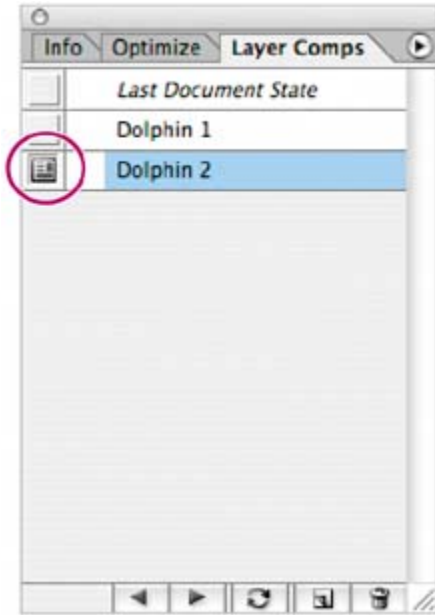 Info Optimize Layer Comps
Last Document State
Dolphin 1
Dolphin 2